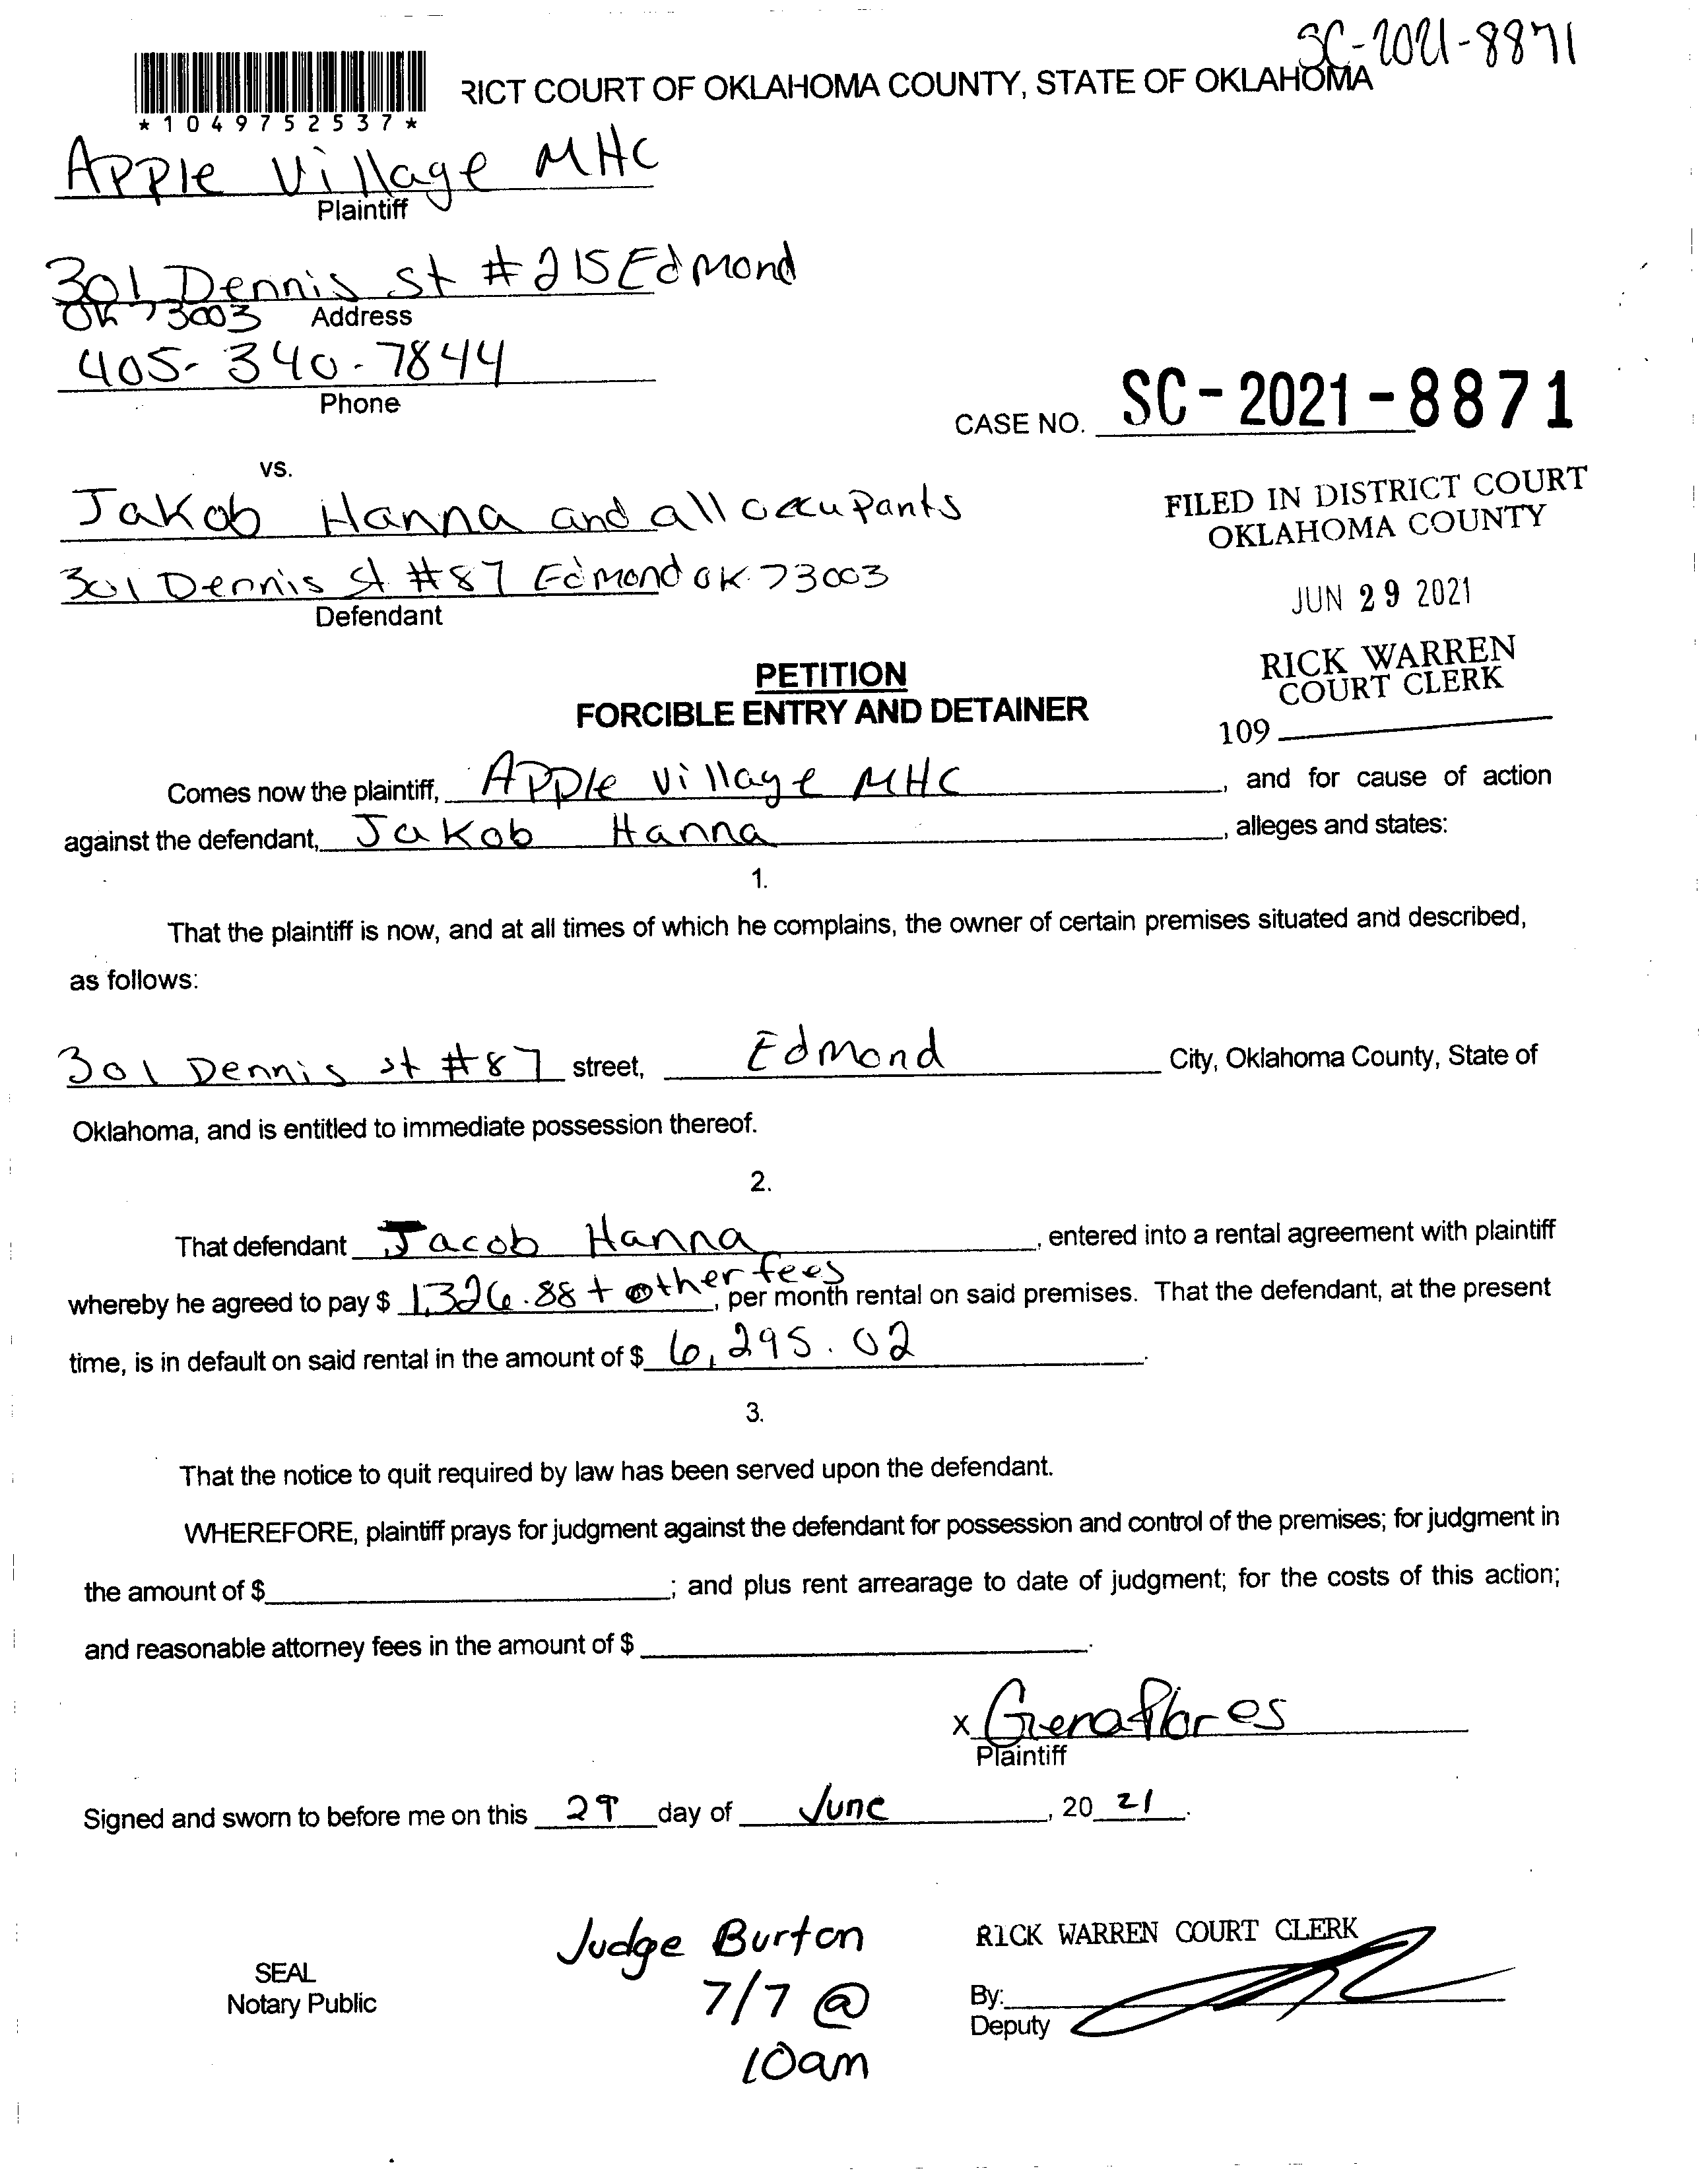 SC-2021-8871
RICT COURT OF OKLAHOMA COUNTY, STATE OF OKLAHOMA
*1049752537*
Apple Village MHC
Plaintiff
301 Dennis St #215 Edmond
OK 73003 Address
405-340-7844
Phone
CASE NO. SC-2021-8871
vs.
Jakob Hanna and all occupants
FILED IN DISTRICT COURT
OKLAHOMA COUNTY
301 Dennis St #87 Edmond OK 73003
Defendant
JUN 29 2021
RICK WARREN
COURT CLERK
109
PETITION
FORCIBLE ENTRY AND DETAINER
Comes now the plaintiff, Apple Village MHC, and for cause of action
against the defendant, Jakob Hanna, alleges and states:
1.
That the plaintiff is now, and at all times of which he complains, the owner of certain premises situated and described,
as follows:
301 Dennis st #87 street, Edmond City, Oklahoma County, State of
Oklahoma, and is entitled to immediate possession thereof.
2.
That defendant Jacob Hanna, entered into a rental agreement with plaintiff
whereby he agreed to pay $ 1,326.88 + other fees, per month rental on said premises. That the defendant, at the present
time, is in default on said rental in the amount of $ 6,295.02.
3.
That the notice to quit required by law has been served upon the defendant.
WHEREFORE, plaintiff prays for judgment against the defendant for possession and control of the premises; for judgment in
the amount of $; and plus rent arrearage to date of judgment; for the costs of this action;
and reasonable attorney fees in the amount of $.
x Gena Flores
Plaintiff
Signed and sworn to before me on this 29 day of June, 20 21.
Judge Burton
7/7 @
10am
SEAL
Notary Public
RICK WARREN COURT CLERK
By:
Deputy